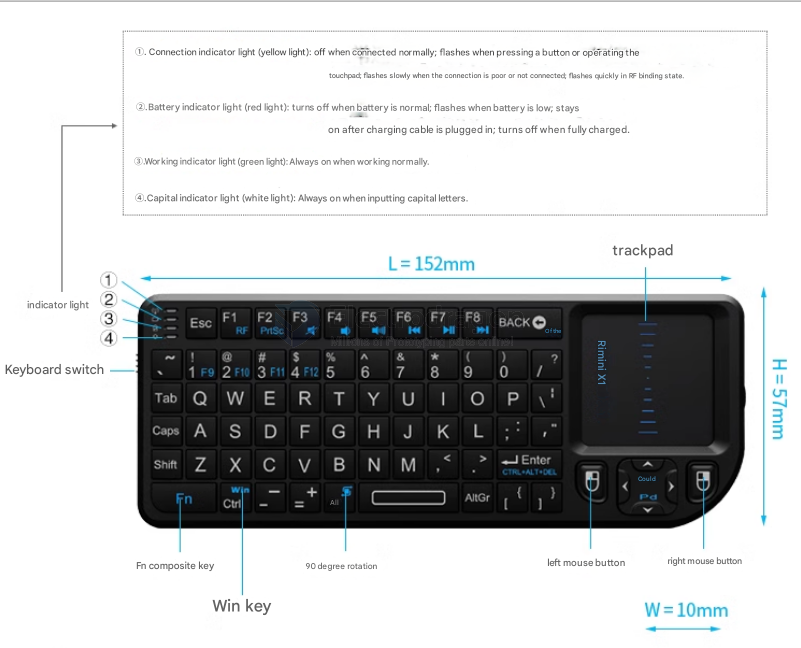 ①. Connection indicator light (yellow light): off when connected normally; flashes when pressing a button or operating the
touchpad; flashes slowly when the connection is poor or not connected; flashes quickly in RF binding state.
②.Battery indicator light (red light): turns off when battery is normal; flashes when battery is low; stays
on after charging cable is plugged in; turns off when fully charged.
③.Working indicator light (green light): Always on when working normally.
④.Capital indicator light (white light): Always on when inputting capital letters.
trackpad
L = 152mm
①
②
③
④
indicator light
Keyboard switch
Esc F1 RF F2 PrtSc F3 F4 F5 F6 F7 F8 BACK
~ ` ! 1 F9 @ 2 F10 # 3 F11 $ 4 F12 % 5 ^ 6 & 7 * 8 ( 9 ) 0 ? /
Tab Q W E R T Y U I O P \ ¦
Caps A S D F G H J K L ; : , "
Shift Z X C V B N M , < . > Enter CTRL+ALT+DEL
Fn Win Ctrl _ − + = All AltGr [ { ] }
Rimini X1
Could
Pd
H = 57mm
Fn composite key
90 degree rotation
left mouse button
right mouse button
Win key
W = 10mm